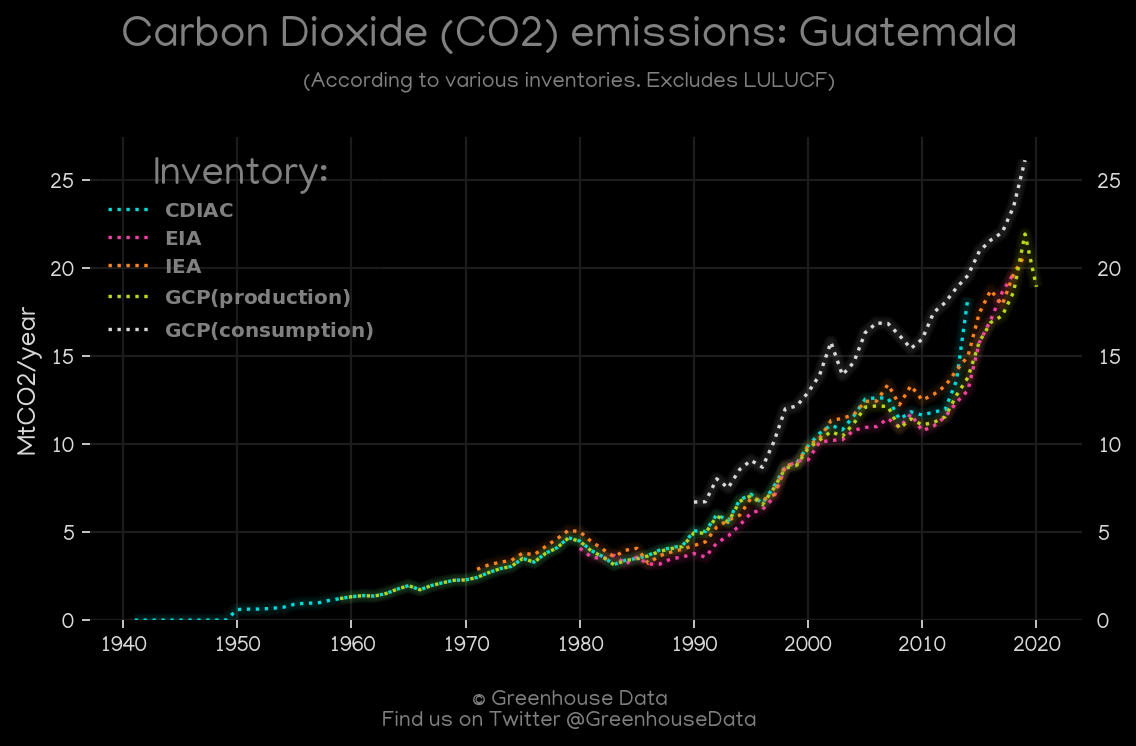 Carbon Dioxide (CO2) emissions: Guatemala
(According to various inventories. Excludes LULUCF)
Inventory:
CDIAC
EIA
IEA
GCP(production)
GCP(consumption)
MtCO2/year
25
20
15
10
5
0
25
20
15
10
5
0
1940 1950 1960 1970 1980 1990 2000 2010 2020
© Greenhouse Data
Find us on Twitter @GreenhouseData